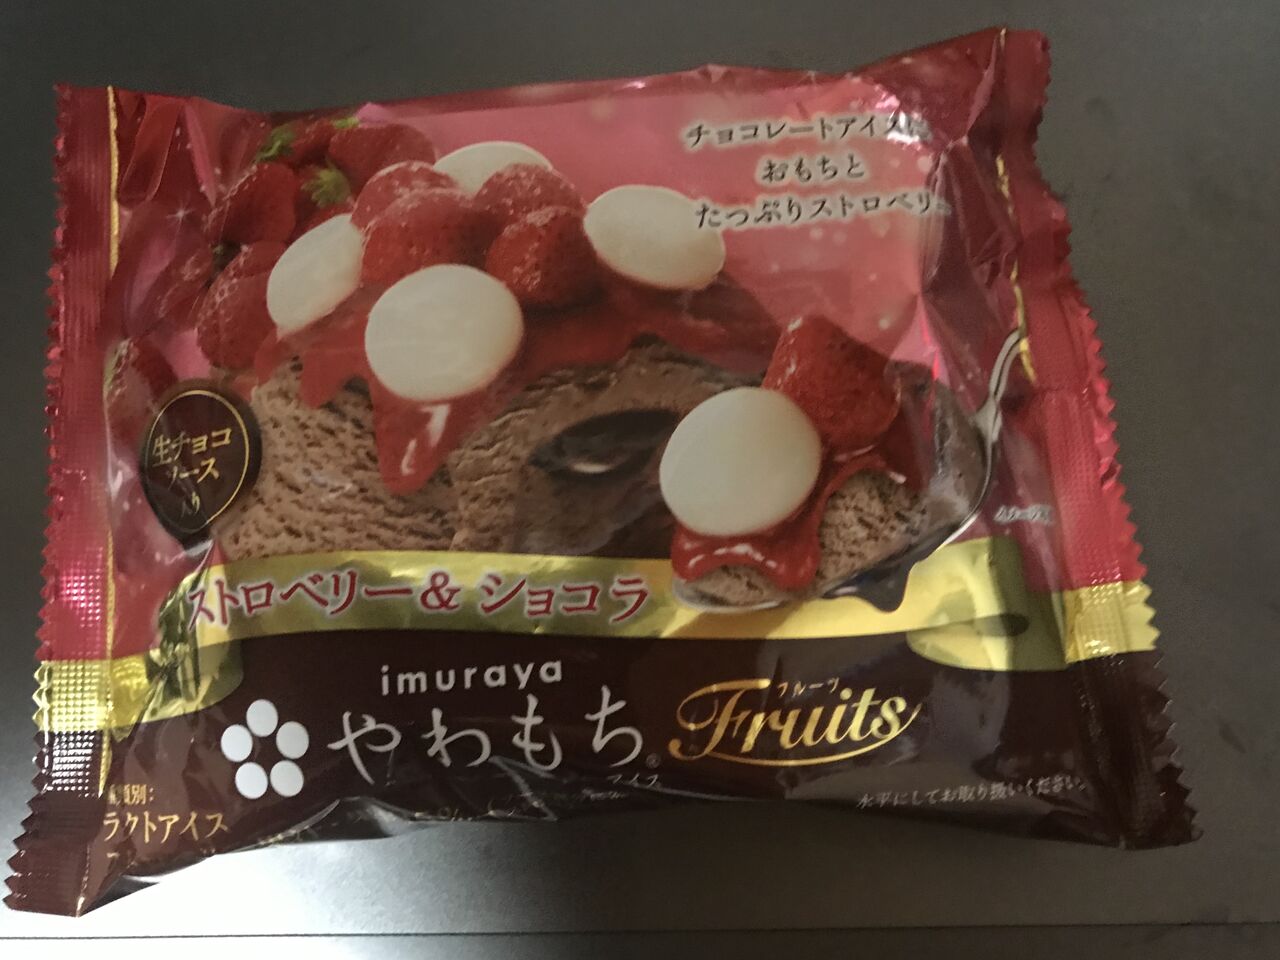 チョコレートアイスに
おもちと
たっぷりストロベリー
生チョコ
ソース
入り
ストロベリー&ショコラ
imuraya
やわもち®
アイス
フルーツ
Fruits
種類別:
ラクトアイス
水平にしてお取り扱いください。